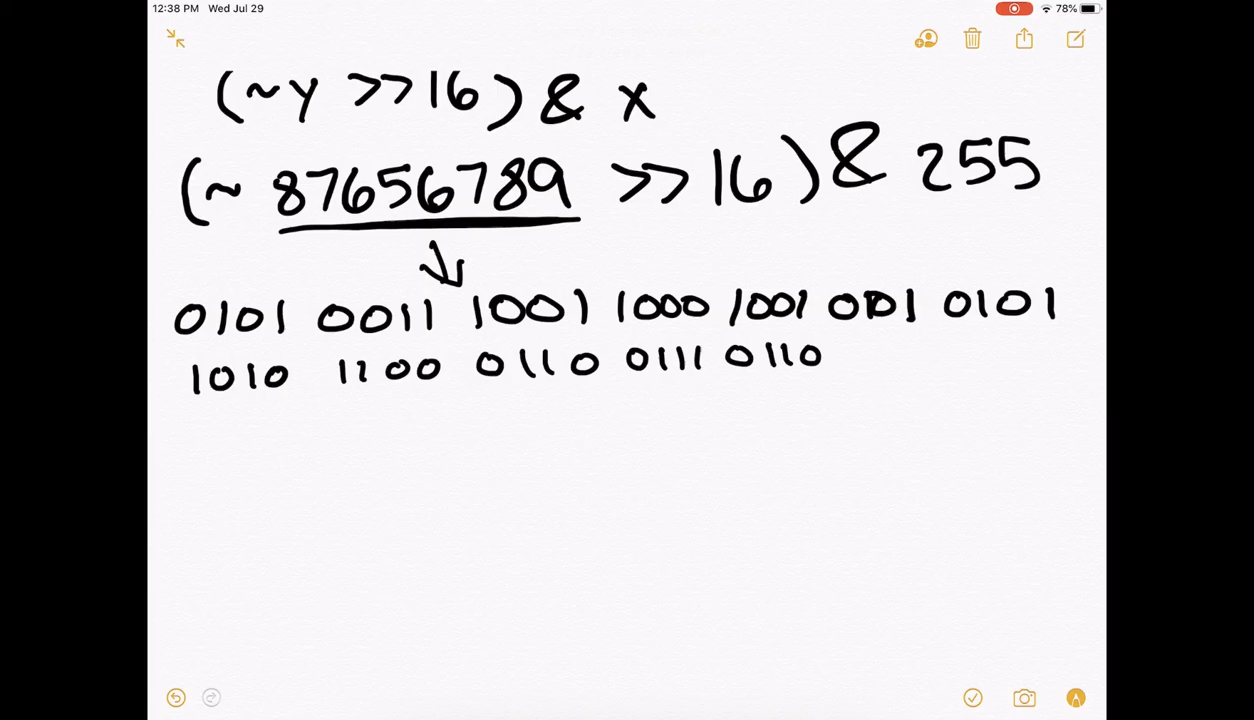 12:38 PM Wed Jul 29 78%
(~y >>16) & x
(~ 87656789 >> 16) & 255
0101 0011 1001 1000 1001 0101
1010 1100 0110 0111 0110